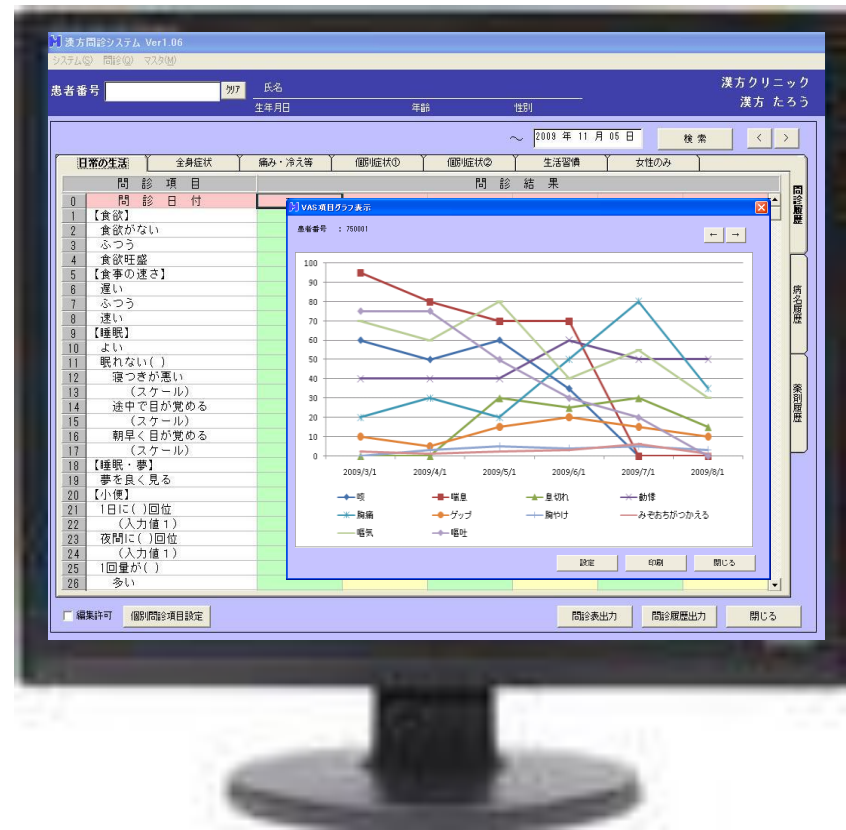 漢方問診システム Ver1.06
システム(S) 問診(Q) マスタ(M)
患者番号 クリア 氏名 漢方クリニック
生年月日 年齢 性別 漢方 たろう
～ 2009 年 11 月 05 日 検索 < >
日常の生活 全身症状 痛み・冷え等 個別症状① 個別症状② 生活習慣 女性のみ
問診項目 問診結果
0 問診日付
1 【食欲】
2 食欲がない
3 ふつう
4 食欲旺盛
5 【食事の速さ】
6 遅い
7 ふつう
8 速い
9 【睡眠】
10 よい
11 眠れない( )
12 寝つきが悪い
13 (スケール)
14 途中で目が覚める
15 (スケール)
16 朝早く目が覚める
17 (スケール)
18 【睡眠・夢】
19 夢を良く見る
20 【小便】
21 1日に( )回位
22 (入力値1)
23 夜間に( )回位
24 (入力値1)
25 1回量が( )
26 多い
問診履歴
病名履歴
薬剤履歴
VAS項目グラフ表示
患者番号 : 750001
← →
100
90
80
70
60
50
40
30
20
10
0
2009/3/1 2009/4/1 2009/5/1 2009/6/1 2009/7/1 2009/8/1
咳 喘息 息切れ 動悸
胸痛 ゲップ 胸やけ みぞおちがつかえる
嘔気 嘔吐
設定 印刷 閉じる
編集許可 個別問診項目設定 問診表出力 問診履歴出力 閉じる